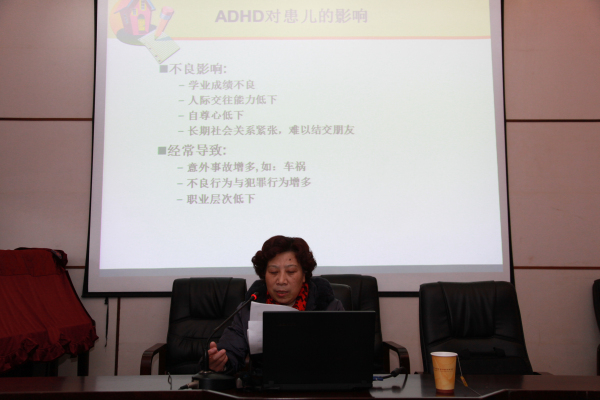 ADHD对患儿的影响
■不良影响:
– 学业成绩不良
– 人际交往能力低下
– 自尊心低下
– 长期社会关系紧张，难以结交朋友
■经常导致:
– 意外事故增多,如：车祸
– 不良行为与犯罪行为增多
– 职业层次低下